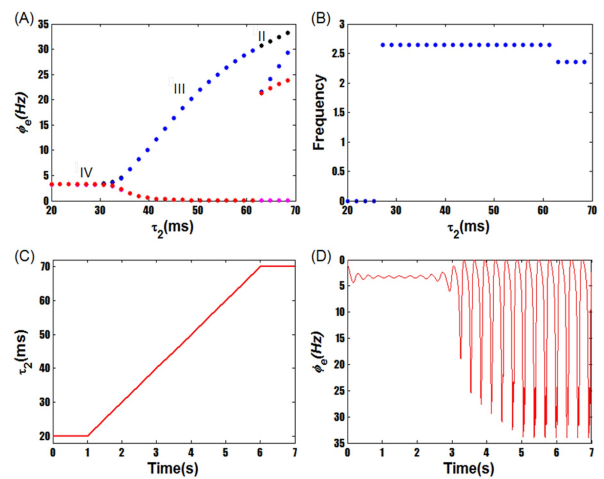 (A)
II
III
IV
35
30
25
20
15
10
5
0
ϕe(Hz)
20 30 40 50 60 70
τ2(ms)
(B)
3
2.5
2
1.5
1
0.5
0
Frequency
20 30 40 50 60 70
τ2(ms)
(C)
70
60
50
40
30
20
τ2(ms)
0 1 2 3 4 5 6 7
Time(s)
(D)
0
5
10
15
20
25
30
35
ϕe(Hz)
0 1 2 3 4 5 6 7
Time(s)